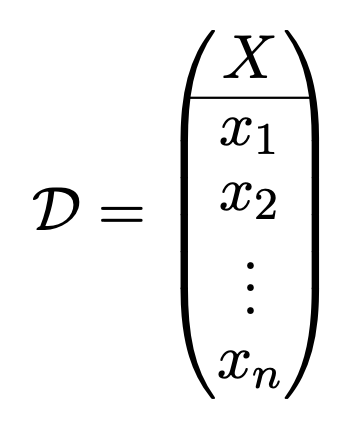 X
x₁
x₂
𝒟 =
⋮
xₙ